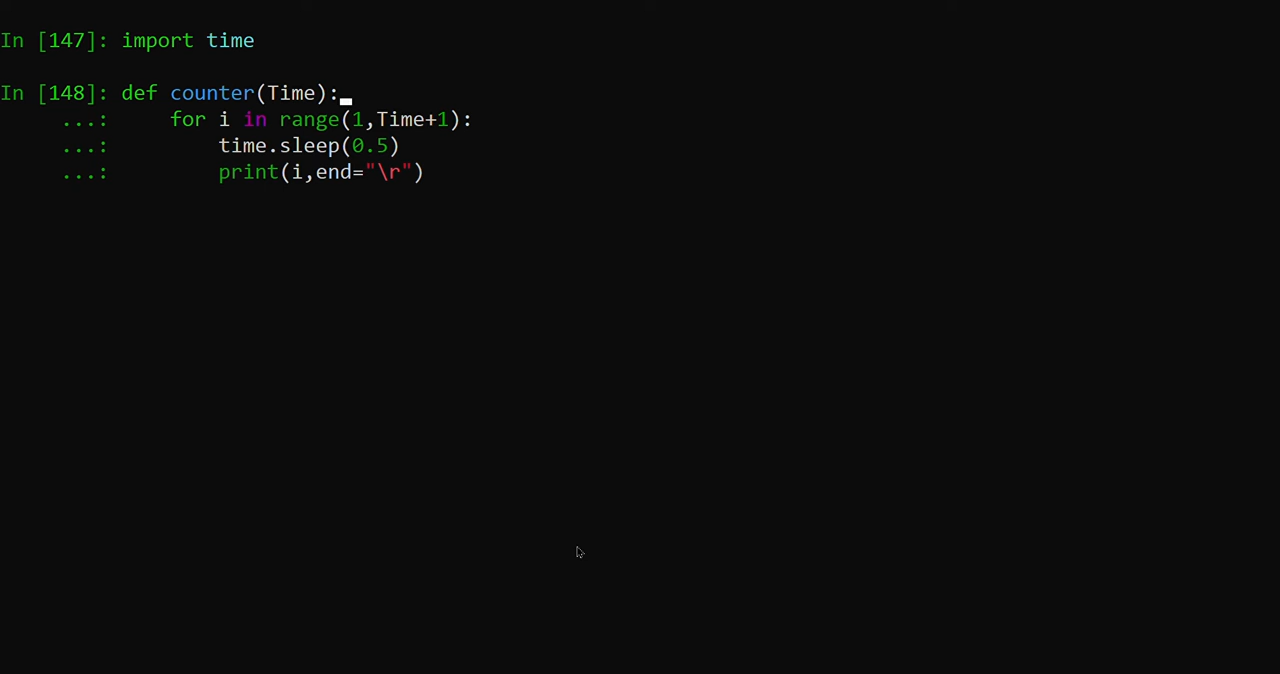 In [147]: import time
In [148]: def counter(Time):
...: for i in range(1,Time+1):
...: time.sleep(0.5)
...: print(i,end="\r")